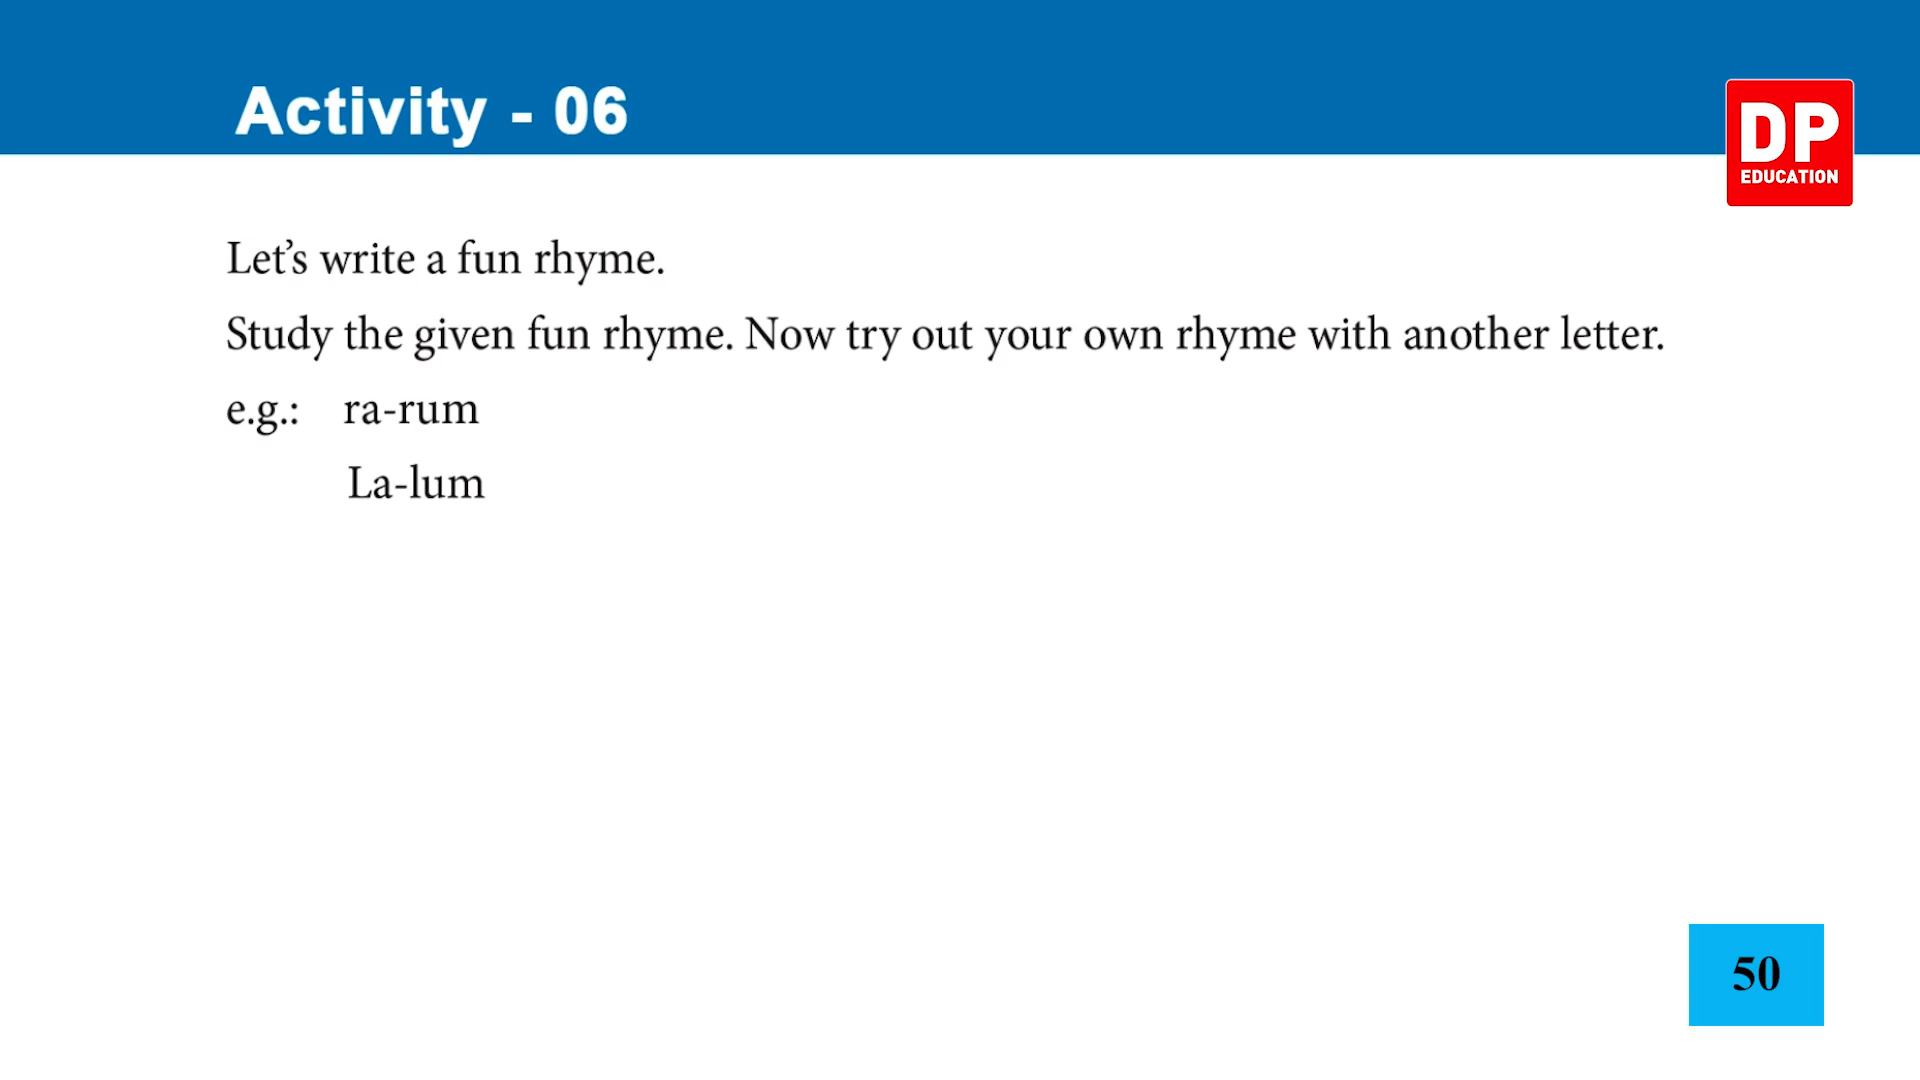 Activity - 06
DP
EDUCATION
Let's write a fun rhyme.
Study the given fun rhyme. Now try out your own rhyme with another letter.
e.g.: ra-rum
La-lum
50